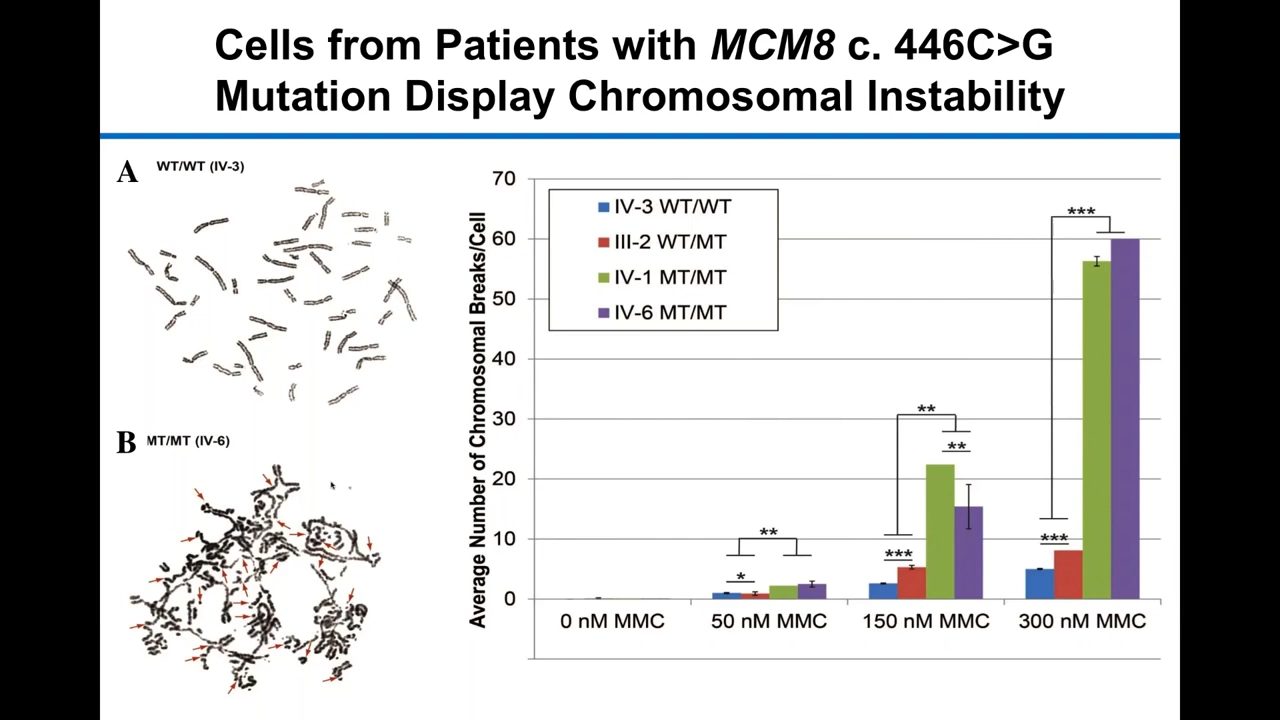 Cells from Patients with MCM8 c. 446C>G
Mutation Display Chromosomal Instability
A WT/WT (IV-3)
B MT/MT (IV-6)
Average Number of Chromosomal Breaks/Cell
70
60
50
40
30
20
10
0
IV-3 WT/WT
III-2 WT/MT
IV-1 MT/MT
IV-6 MT/MT
*
**
***
**
**
***
***
0 nM MMC
50 nM MMC
150 nM MMC
300 nM MMC